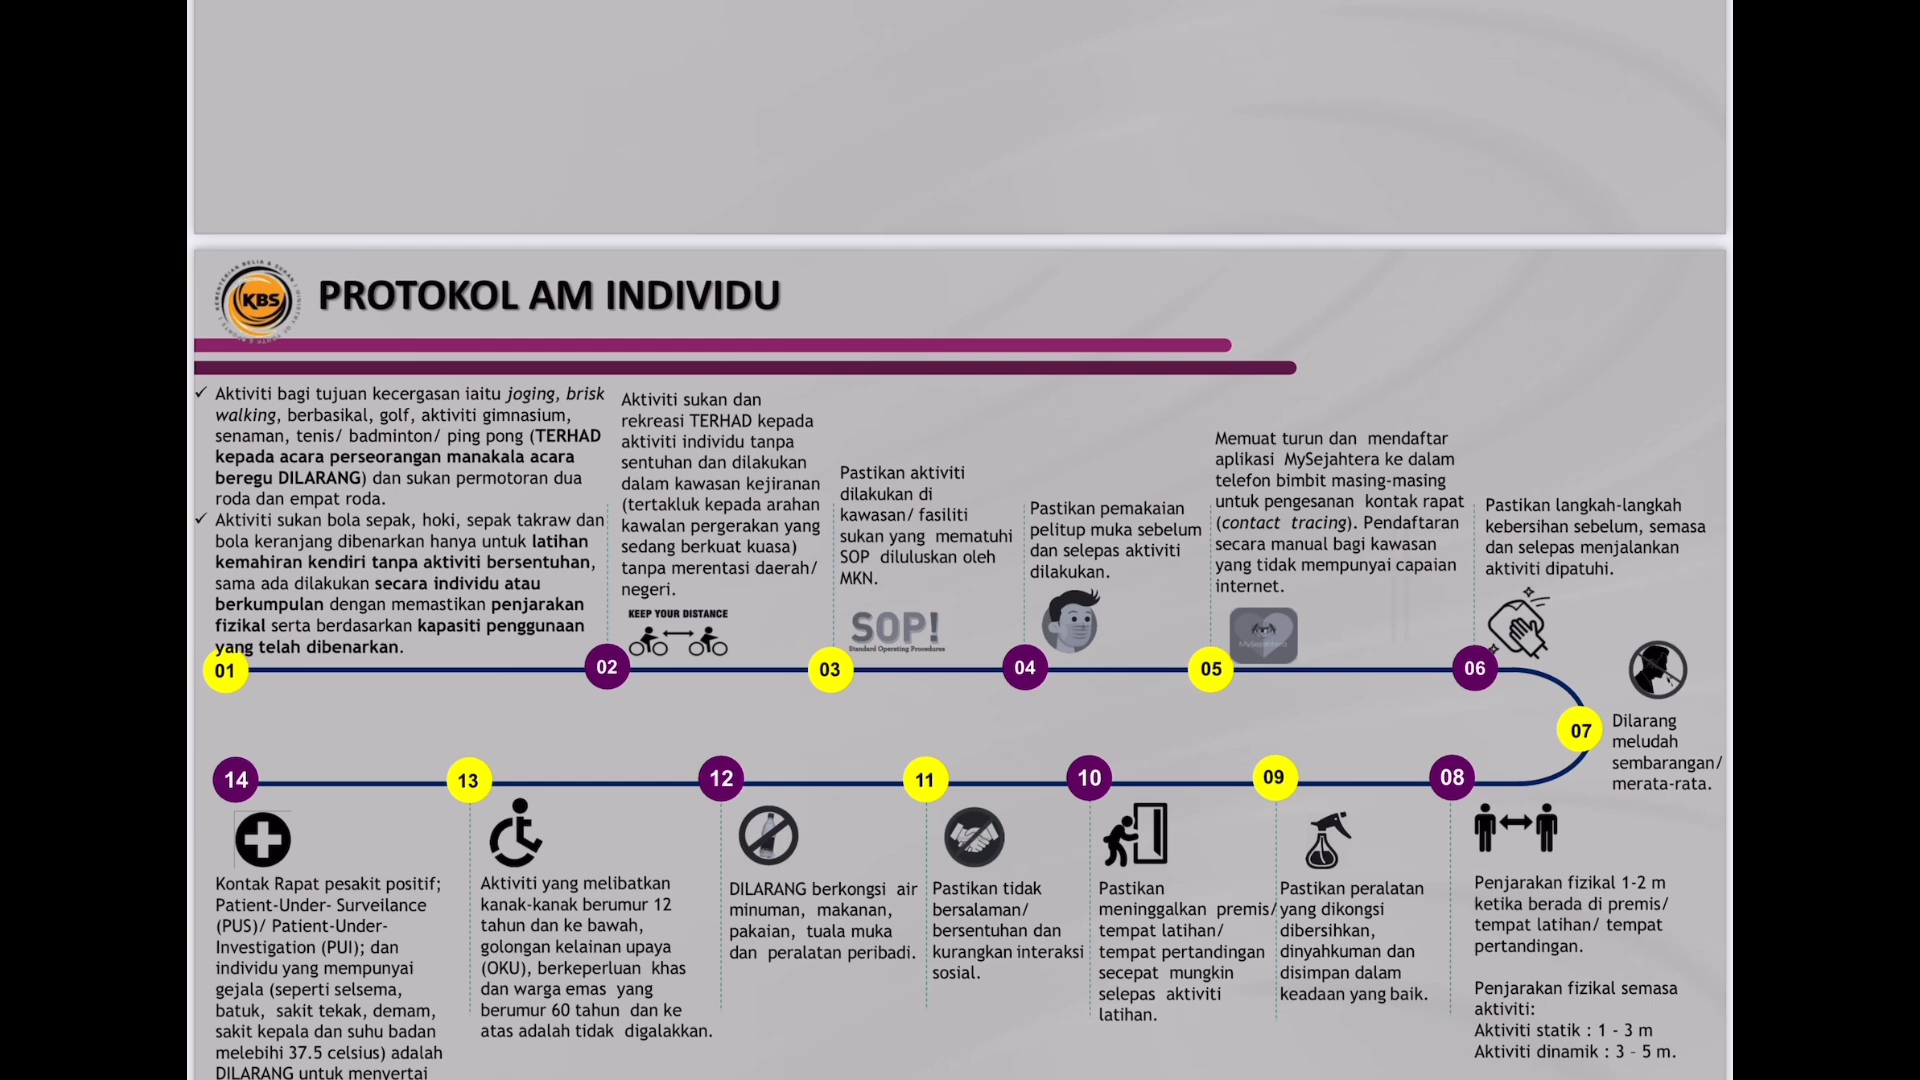 KEMENTERIAN BELIA & SUKAN
KBS
PROTOKOL AM INDIVIDU
✓ Aktiviti bagi tujuan kecergasan iaitu joging, brisk
walking, berbasikal, golf, aktiviti gimnasium,
senaman, tenis/ badminton/ ping pong (TERHAD
kepada acara perseorangan manakala acara
beregu DILARANG) dan sukan permotoran dua
roda dan empat roda.
✓ Aktiviti sukan bola sepak, hoki, sepak takraw dan
bola keranjang dibenarkan hanya untuk latihan
kemahiran kendiri tanpa aktiviti bersentuhan,
sama ada dilakukan secara individu atau
berkumpulan dengan memastikan penjarakan
fizikal serta berdasarkan kapasiti penggunaan
yang telah dibenarkan.
01
Aktiviti sukan dan
rekreasi TERHAD kepada
aktiviti individu tanpa
sentuhan dan dilakukan
dalam kawasan kejiranan
(tertakluk kepada arahan
kawalan pergerakan yang
sedang berkuat kuasa)
tanpa merentasi daerah/
negeri.
KEEP YOUR DISTANCE
02
Pastikan aktiviti
dilakukan di
kawasan/ fasiliti
sukan yang mematuhi
SOP diluluskan oleh
MKN.
SOP!
Standard Operating Procedures
03
Pastikan pemakaian
pelitup muka sebelum
dan selepas aktiviti
dilakukan.
04
Memuat turun dan mendaftar
aplikasi MySejahtera ke dalam
telefon bimbit masing-masing
untuk pengesanan kontak rapat
(contact tracing). Pendaftaran
secara manual bagi kawasan
yang tidak mempunyai capaian
internet.
MySejahtera
05
Pastikan langkah-langkah
kebersihan sebelum, semasa
dan selepas menjalankan
aktiviti dipatuhi.
06
07
Dilarang
meludah
sembarangan/
merata-rata.
08
Penjarakan fizikal 1-2 m
ketika berada di premis/
tempat latihan/ tempat
pertandingan.
Penjarakan fizikal semasa
aktiviti:
Aktiviti statik : 1 - 3 m
Aktiviti dinamik : 3 - 5 m.
09
Pastikan peralatan
yang dikongsi
dibersihkan,
dinyahkuman dan
disimpan dalam
keadaan yang baik.
10
Pastikan
meninggalkan premis/
tempat latihan/
tempat pertandingan
secepat mungkin
selepas aktiviti
latihan.
11
Pastikan tidak
bersalaman/
bersentuhan dan
kurangkan interaksi
sosial.
12
DILARANG berkongsi air
minuman, makanan,
pakaian, tuala muka
dan peralatan peribadi.
13
Aktiviti yang melibatkan
kanak-kanak berumur 12
tahun dan ke bawah,
golongan kelainan upaya
(OKU), berkeperluan khas
dan warga emas yang
berumur 60 tahun dan ke
atas adalah tidak digalakkan.
14
Kontak Rapat pesakit positif;
Patient-Under- Surveilance
(PUS)/ Patient-Under-
Investigation (PUI); dan
individu yang mempunyai
gejala (seperti selsema,
batuk, sakit tekak, demam,
sakit kepala dan suhu badan
melebihi 37.5 celsius) adalah
DILARANG untuk menyertai